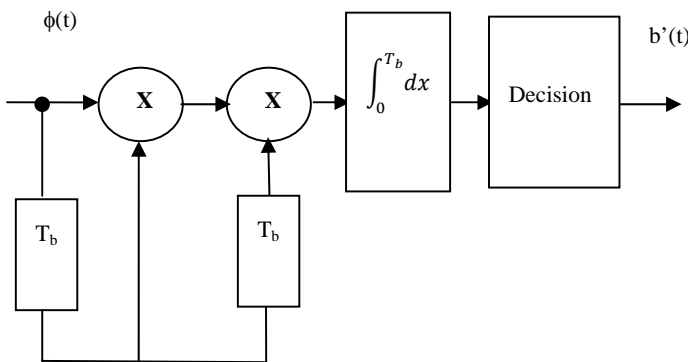 ϕ(t)
b’(t)
X
X
∫₀^{T_b} dx
Decision
T_b
T_b